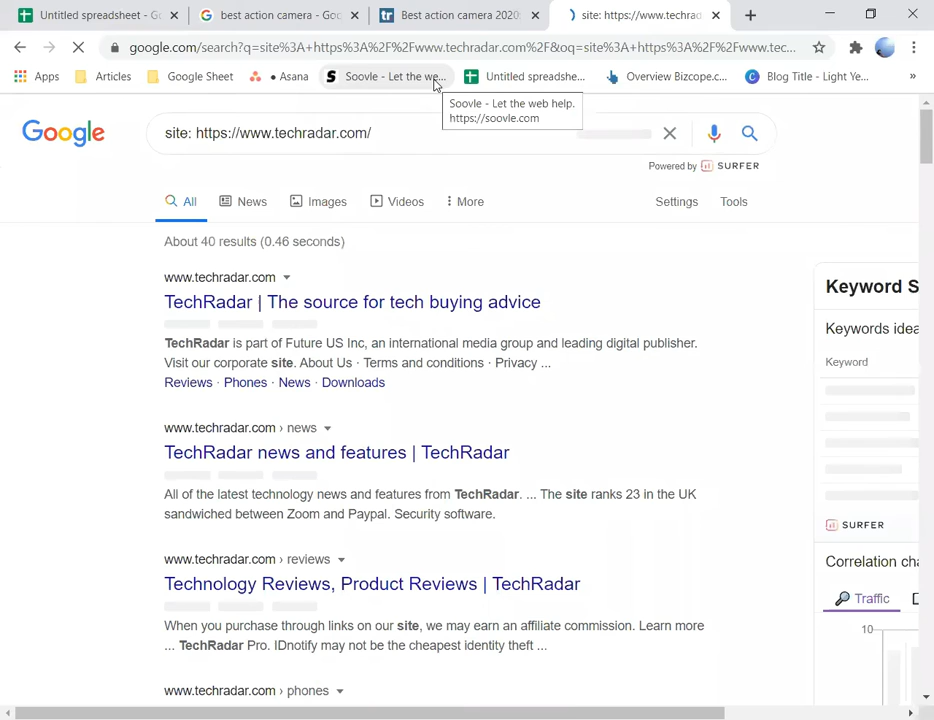 Untitled spreadsheet - Go
best action camera - Goo
Best action camera 2020:
site: https://www.techrad
google.com/search?q=site%3A+https%3A%2F%2Fwww.techradar.com%2F&oq=site%3A+https%3A%2F%2Fwww.tec...
Apps
Articles
Google Sheet
• Asana
Soovle - Let the we...
Untitled spreadshe...
Overview Bizcope.c...
Blog Title - Light Ye...
»
Soovle - Let the web help.
https://soovle.com
Google
site: https://www.techradar.com/
Powered by SURFER
All
News
Images
Videos
More
Settings
Tools
About 40 results (0.46 seconds)
www.techradar.com
TechRadar | The source for tech buying advice
TechRadar is part of Future US Inc, an international media group and leading digital publisher.
Visit our corporate site. About Us · Terms and conditions · Privacy ...
Reviews · Phones · News · Downloads
www.techradar.com › news
TechRadar news and features | TechRadar
All of the latest technology news and features from TechRadar. ... The site ranks 23 in the UK
sandwiched between Zoom and Paypal. Security software.
www.techradar.com › reviews
Technology Reviews, Product Reviews | TechRadar
When you purchase through links on our site, we may earn an affiliate commission. Learn more
... TechRadar Pro. IDnotify may not be the cheapest identity theft ...
www.techradar.com › phones
Keyword S
Keywords idea
Keyword
SURFER
Correlation cha
Traffic
10